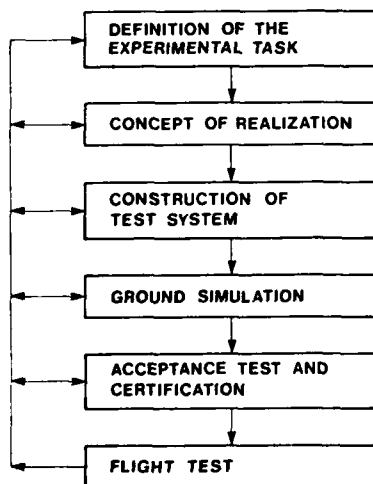 DEFINITION OF THE
EXPERIMENTAL TASK
CONCEPT OF REALIZATION
CONSTRUCTION OF
TEST SYSTEM
GROUND SIMULATION
ACCEPTANCE TEST AND
CERTIFICATION
FLIGHT TEST